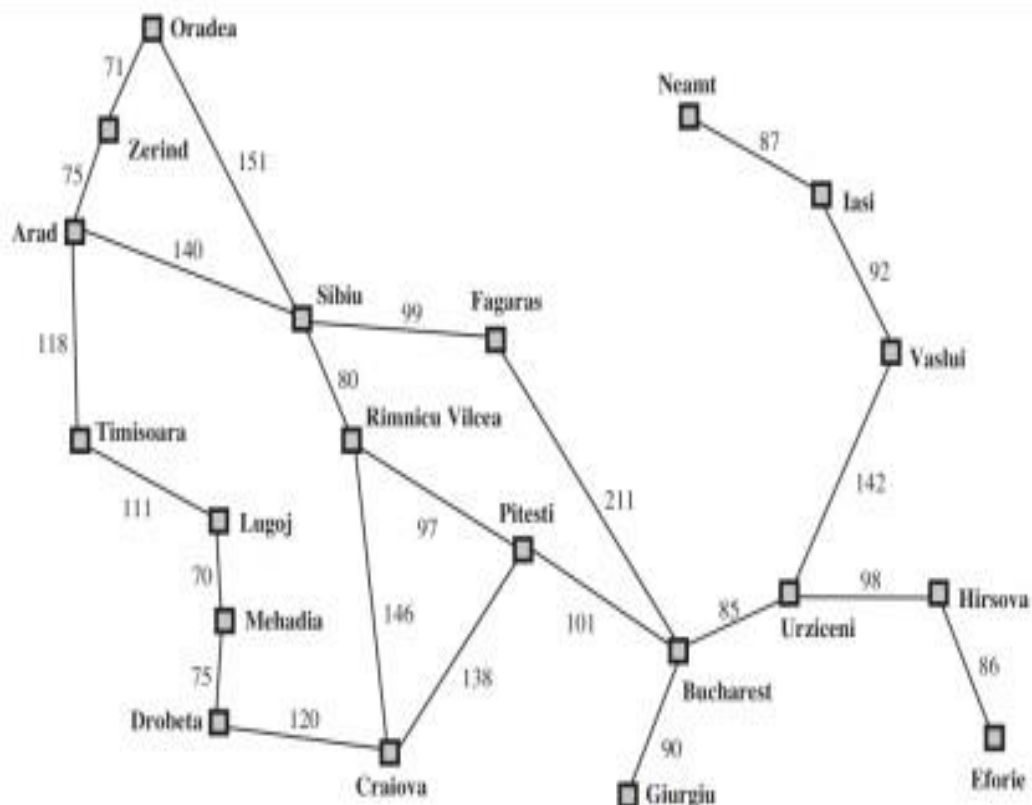 Oradea
71
Neamt
87
Zerind
151
75
Iasi
Arad
140
92
Sibiu
Fagaras
99
118
Vaslui
80
Rimnicu Vilcea
Timisoara
142
111
211
Lugoj
97
Pitesti
70
98
Hirsova
85
Mehadia
146
101
Urziceni
86
138
75
Bucharest
Drobeta
120
90
Eforie
Craiova
Giurgiu